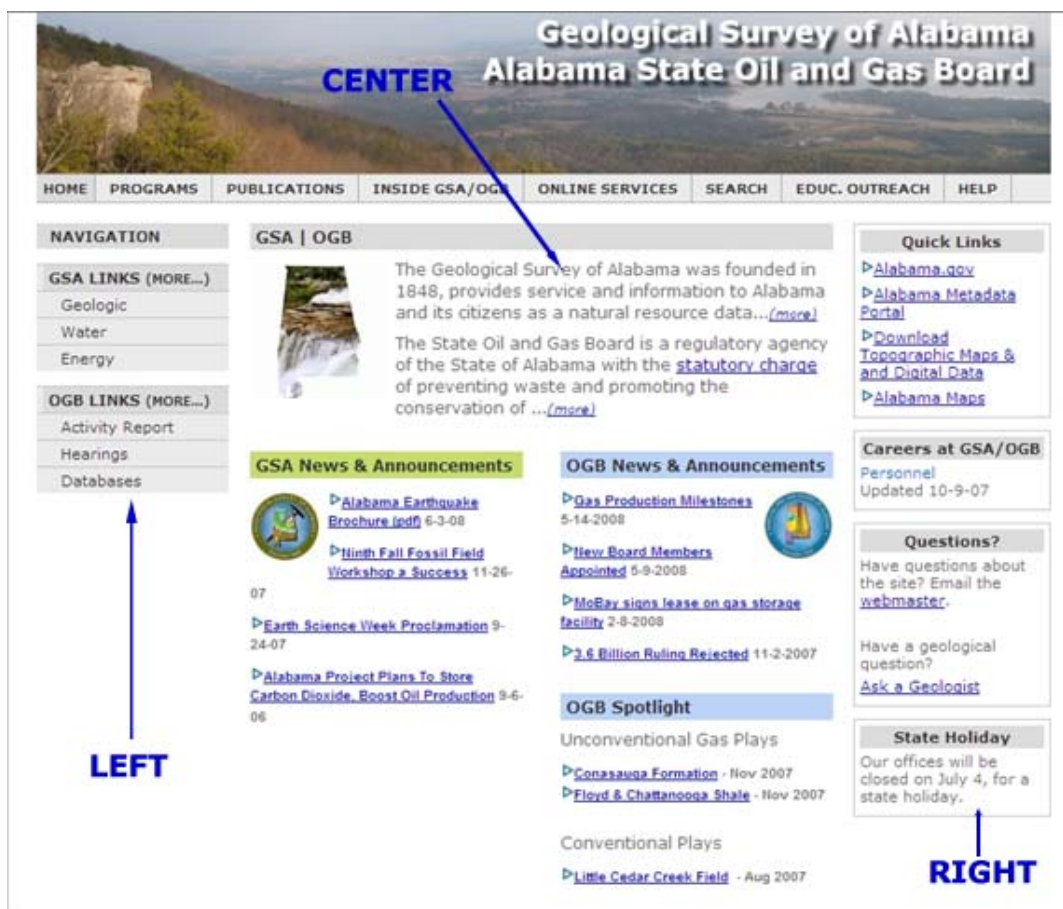 Geological Survey of Alabama
Alabama State Oil and Gas Board
CENTER
HOME PROGRAMS PUBLICATIONS INSIDE GSA/OGB ONLINE SERVICES SEARCH EDUC. OUTREACH HELP
NAVIGATION
GSA LINKS (MORE...)
Geologic
Water
Energy
OGB LINKS (MORE...)
Activity Report
Hearings
Databases
LEFT
GSA | OGB
The Geological Survey of Alabama was founded in
1848, provides service and information to Alabama
and its citizens as a natural resource data...(more)
The State Oil and Gas Board is a regulatory agency
of the State of Alabama with the statutory charge
of preventing waste and promoting the
conservation of ...(more)
GSA News & Announcements
Alabama Earthquake
Brochure (pdf) 6-3-08
Ninth Fall Fossil Field
Workshop a Success 11-26-
07
Earth Science Week Proclamation 9-
24-07
Alabama Project Plans To Store
Carbon Dioxide, Boost Oil Production 9-6-
06
OGB News & Announcements
Gas Production Milestones
5-14-2008
New Board Members
Appointed 5-9-2008
MoBay signs lease on gas storage
facility 2-8-2008
3.6 Billion Ruling Rejected 11-2-2007
OGB Spotlight
Unconventional Gas Plays
Conasauga Formation - Nov 2007
Floyd & Chattanooga Shale - Nov 2007
Conventional Plays
Little Cedar Creek Field - Aug 2007
Quick Links
Alabama.gov
Alabama Metadata
Portal
Download
Topographic Maps &
and Digital Data
Alabama Maps
Careers at GSA/OGB
Personnel
Updated 10-9-07
Questions?
Have questions about
the site? Email the
webmaster.
Have a geological
question?
Ask a Geologist
State Holiday
Our offices will be
closed on July 4, for a
state holiday.
RIGHT